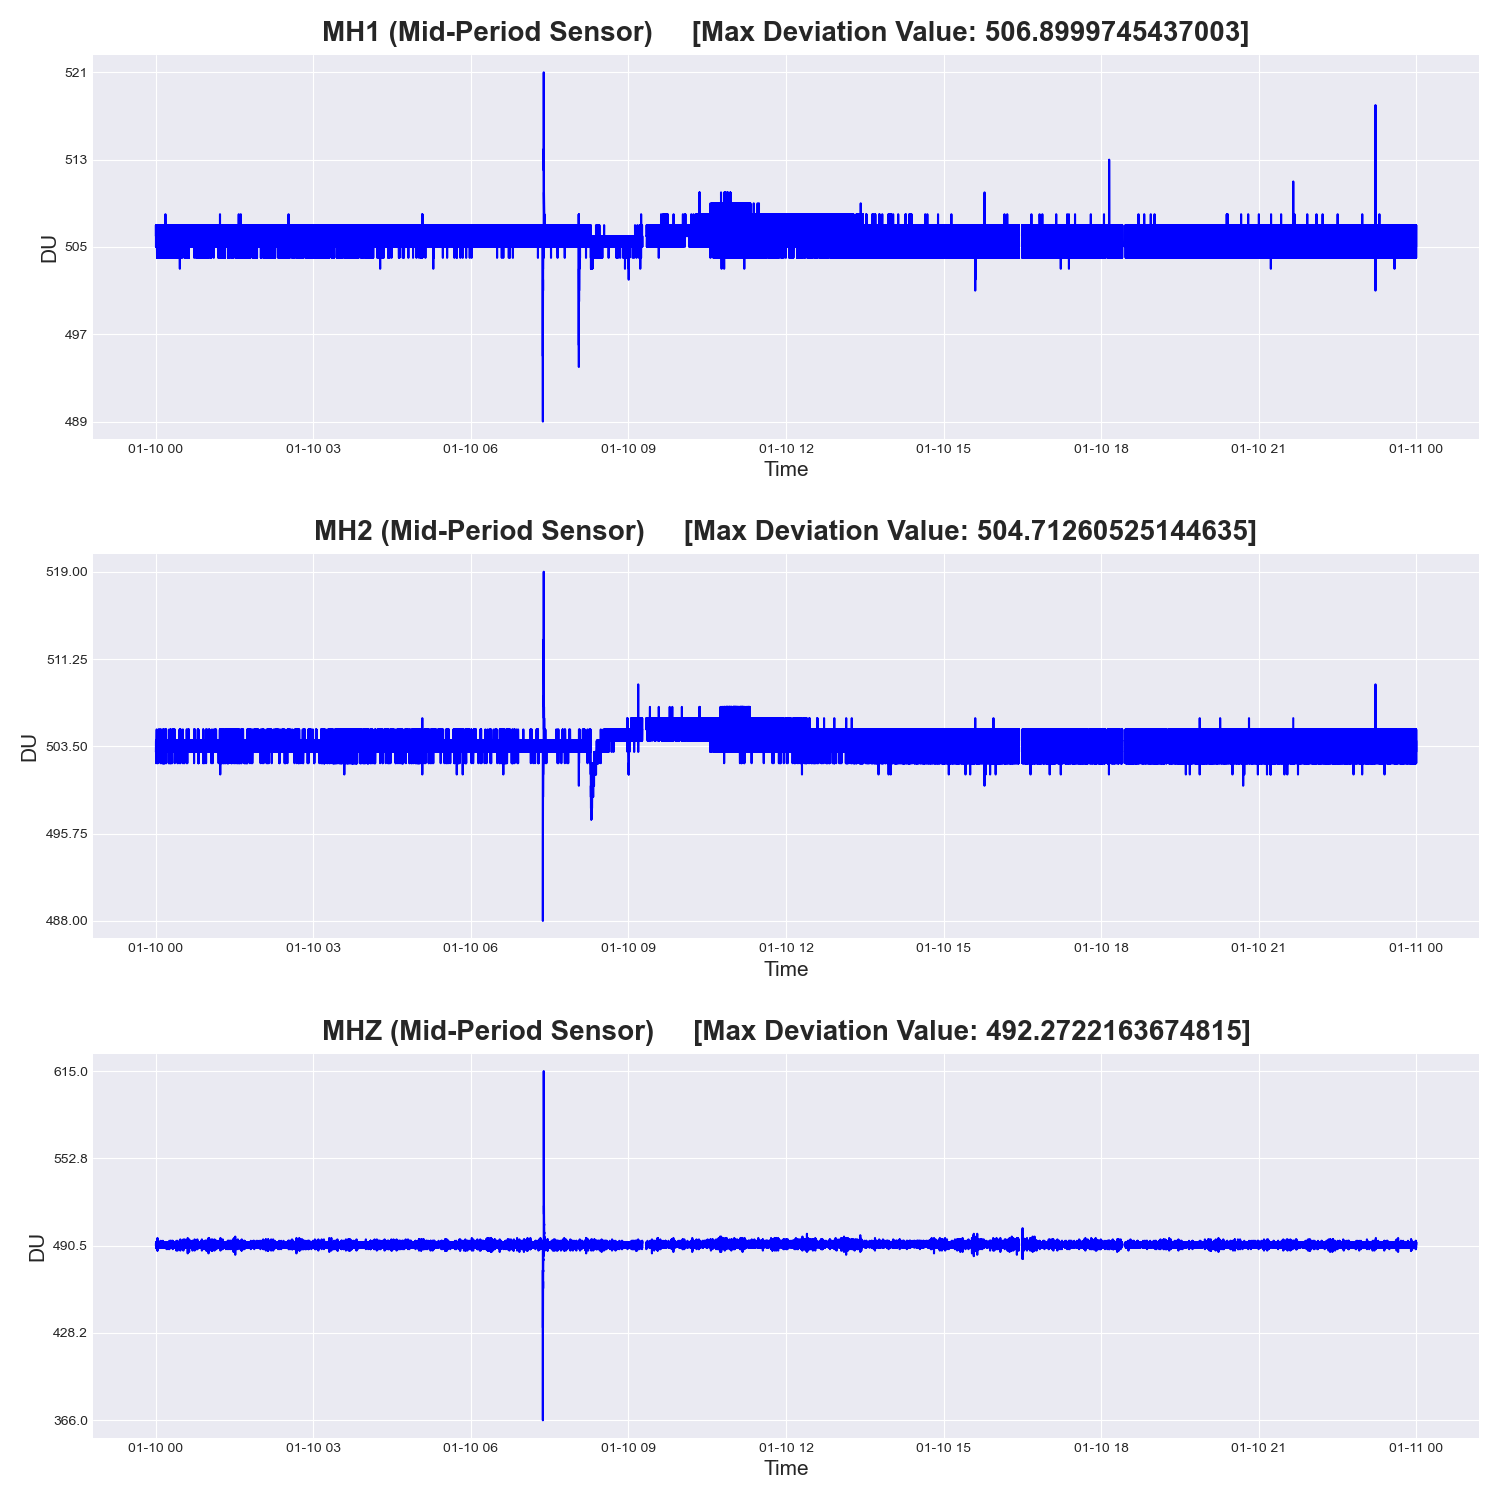 MH1 (Mid-Period Sensor) [Max Deviation Value: 506.8999745437003]
521
513
505
497
489
DU
01-10 00 01-10 03 01-10 06 01-10 09 01-10 12 01-10 15 01-10 18 01-10 21 01-11 00
Time
MH2 (Mid-Period Sensor) [Max Deviation Value: 504.71260525144635]
519.00
511.25
503.50
495.75
488.00
DU
01-10 00 01-10 03 01-10 06 01-10 09 01-10 12 01-10 15 01-10 18 01-10 21 01-11 00
Time
MHZ (Mid-Period Sensor) [Max Deviation Value: 492.2722163674815]
615.0
552.8
490.5
428.2
366.0
DU
01-10 00 01-10 03 01-10 06 01-10 09 01-10 12 01-10 15 01-10 18 01-10 21 01-11 00
Time